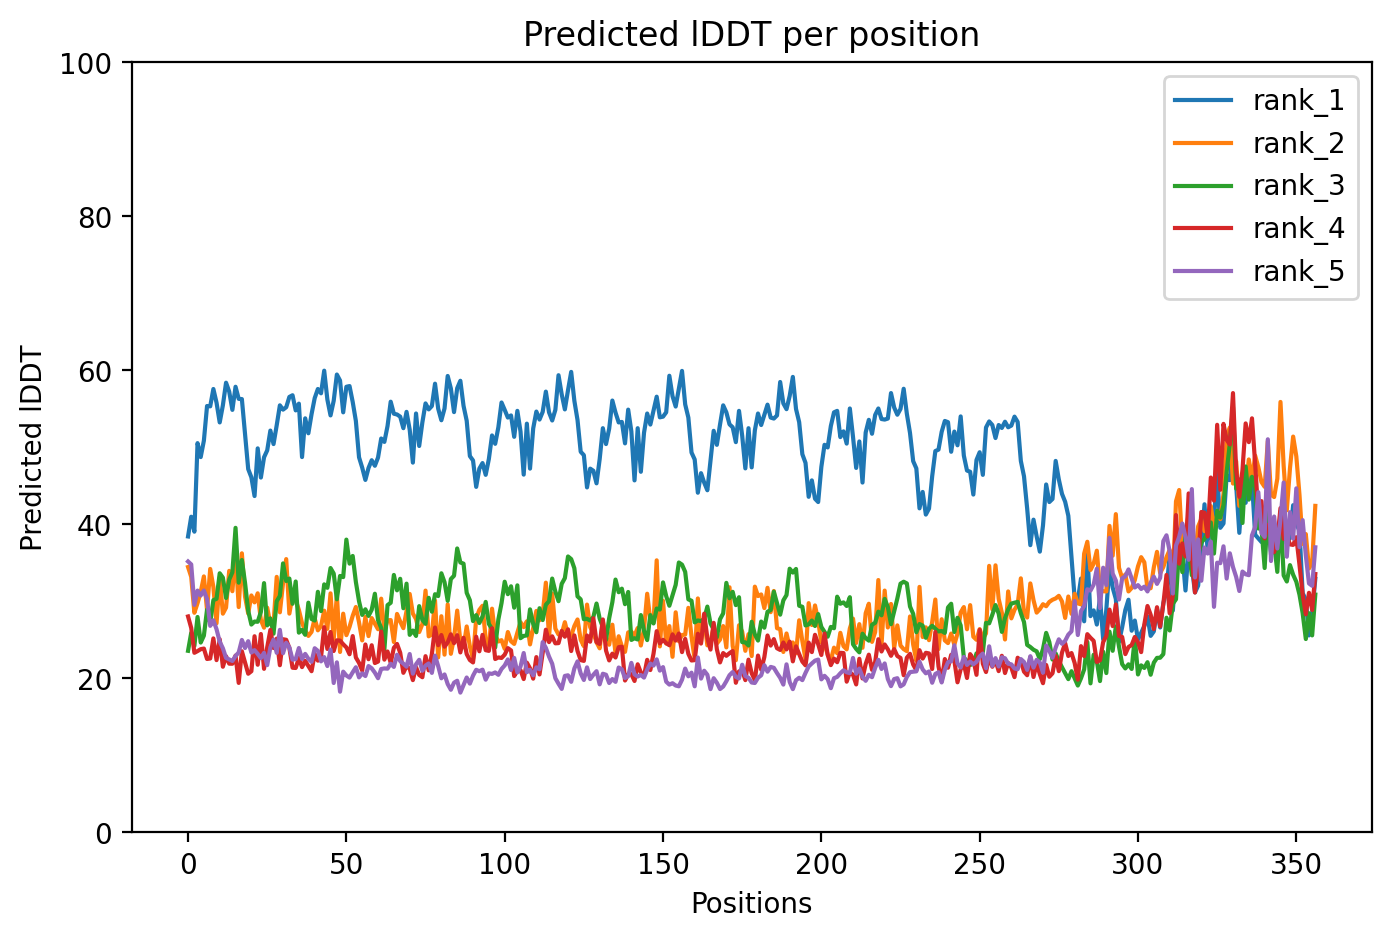 Predicted lDDT per position
100
80
60
40
20
0
Predicted lDDT
0 50 100 150 200 250 300 350
Positions
rank_1
rank_2
rank_3
rank_4
rank_5